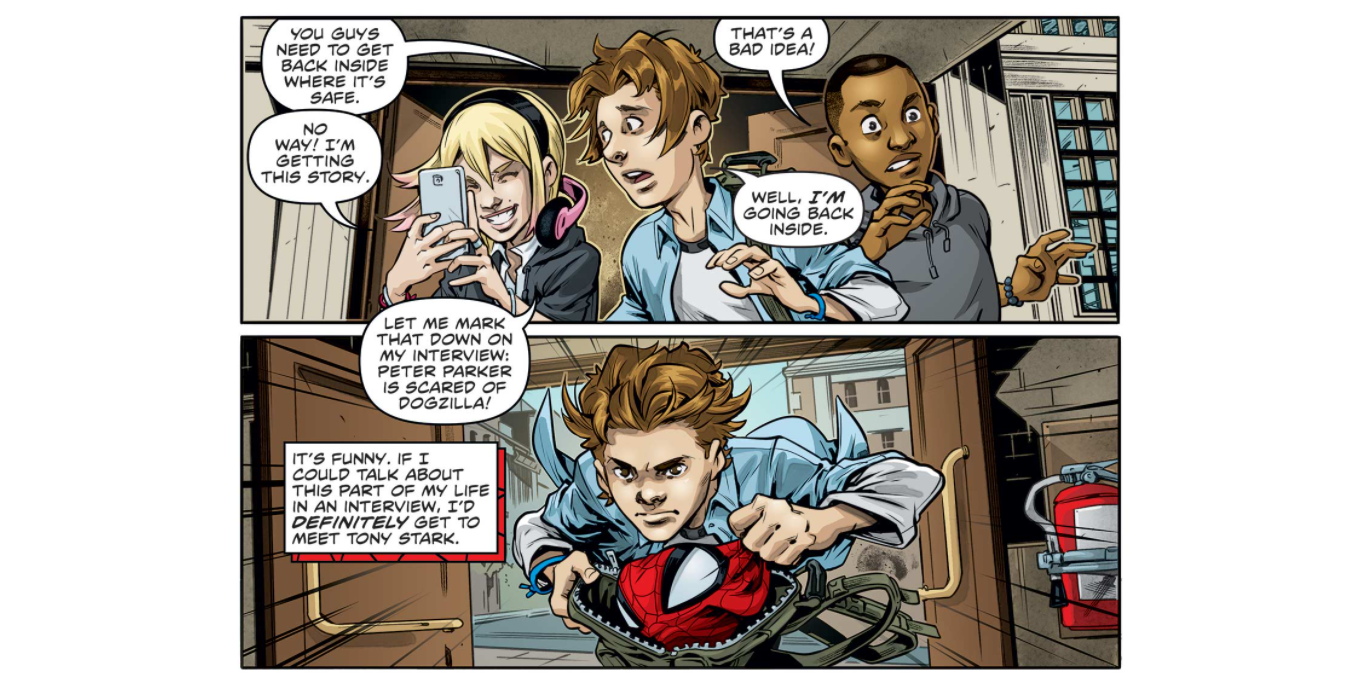 YOU GUYS
NEED TO GET
BACK INSIDE
WHERE IT'S
SAFE.
NO
WAY! I'M
GETTING
THIS STORY.
THAT'S A
BAD IDEA!
WELL, I'M
GOING BACK
INSIDE.
LET ME MARK
THAT DOWN ON
MY INTERVIEW:
PETER PARKER
IS SCARED OF
DOGZILLA!
IT'S FUNNY. IF I
COULD TALK ABOUT
THIS PART OF MY LIFE
IN AN INTERVIEW, I'D
DEFINITELY GET TO
MEET TONY STARK.